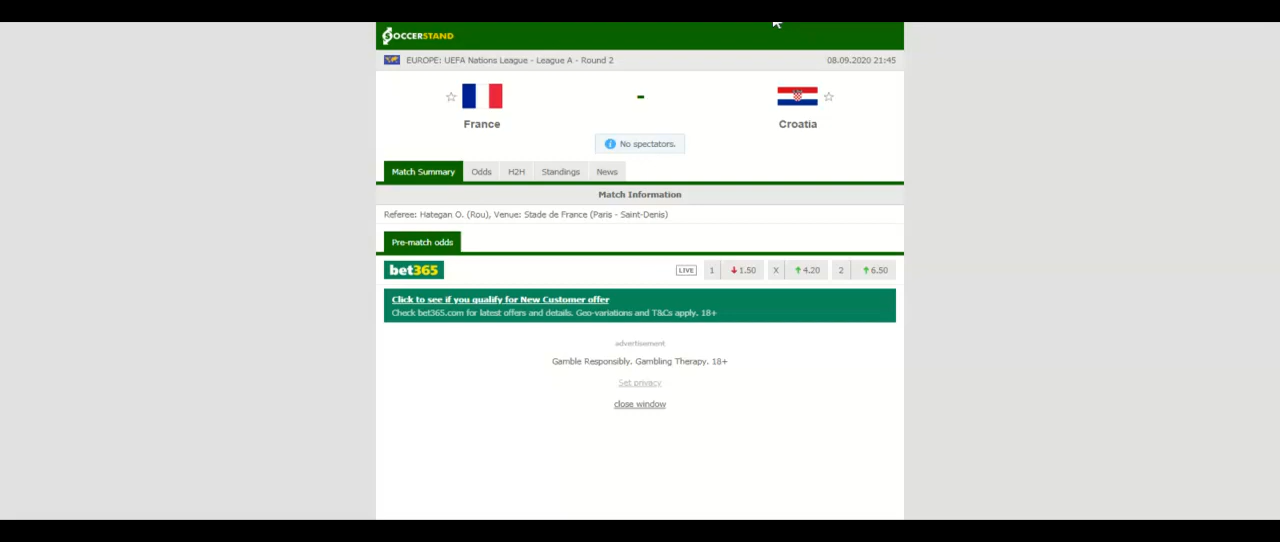 SOCCERSTAND
EUROPE: UEFA Nations League - League A - Round 2 08.09.2020 21:45
-
France Croatia
No spectators.
Match Summary Odds H2H Standings News
Match Information
Referee: Hategan O. (Rou), Venue: Stade de France (Paris - Saint-Denis)
Pre-match odds
bet365 LIVE 1 1.50 X 4.20 2 6.50
Click to see if you qualify for New Customer offer
Check bet365.com for latest offers and details. Geo-variations and T&Cs apply. 18+
advertisement
Gamble Responsibly. Gambling Therapy. 18+
Set privacy
close window